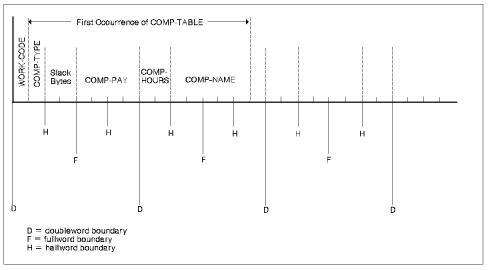 First Occurrence of COMP-TABLE
WORK-CODE
COMP-TYPE
Slack
Bytes
COMP-PAY
COMP-
HOURS
COMP-NAME
H
H
H
H
H
H
F
F
F
D
D
D
D
D = doubleword boundary
F = fullword boundary
H = halfword boundary